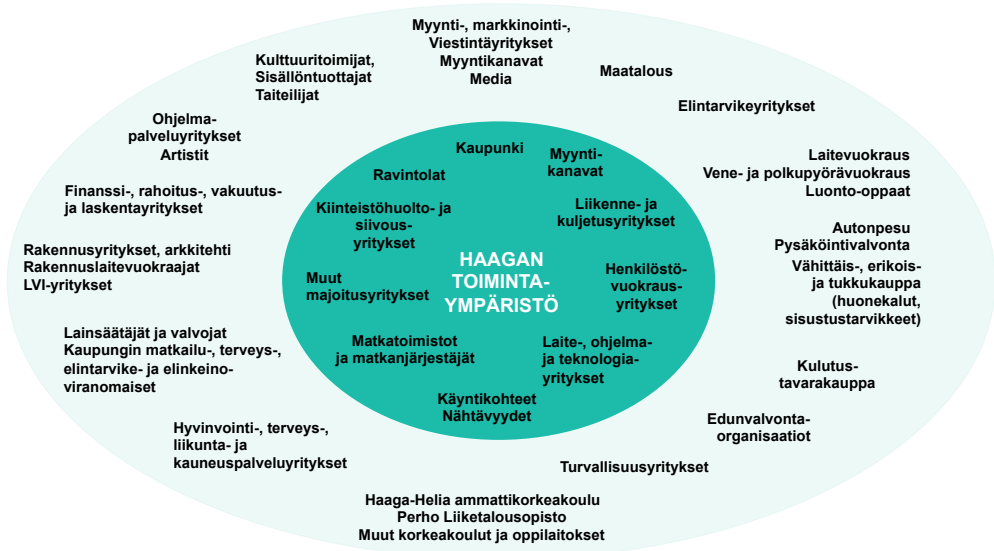 Myynti-, markkinointi-,
Viestintäyritykset
Myyntikanavat
Media
Kulttuuritoimijat,
Sisällöntuottajat
Taiteilijat
Maatalous
Elintarvikeyritykset
Ohjelma-
palveluyritykset
Artistit
Laitevuokraus
Vene- ja polkupyörävuokraus
Luonto-oppaat
Finanssi-, rahoitus-, vakuutus-
ja laskentayritykset
Autonpesu
Pysäköintivalvonta
Vähittäis-, erikois-
ja tukkukauppa
(huonekalut,
sisustustarvikkeet)
Rakennusyritykset, arkkitehti
Rakennuslaitevuokraajat
LVI-yritykset
Lainsäätäjät ja valvojat
Kaupungin matkailu-, terveys-,
elintarvike- ja elinkeino-
viranomaiset
Kulutus-
tavarakauppa
Edunvalvonta-
organisaatiot
Hyvinvointi-, terveys-,
liikunta- ja
kauneuspalveluyritykset
Turvallisuusyritykset
Haaga-Helia ammattikorkeakoulu
Perho Liiketalousopisto
Muut korkeakoulut ja oppilaitokset
Kaupunki
Myynti-
kanavat
Ravintolat
Kiinteistöhuolto- ja
siivous-
yritykset
Liikenne- ja
kuljetusyritykset
HAAGAN
TOIMINTA-
YMPÄRISTÖ
Muut
majoitusyritykset
Henkilöstö-
vuokraus-
yritykset
Matkatoimistot
ja matkanjärjestäjät
Laite-, ohjelma-
ja teknologia-
yritykset
Käyntikohteet
Nähtävyydet